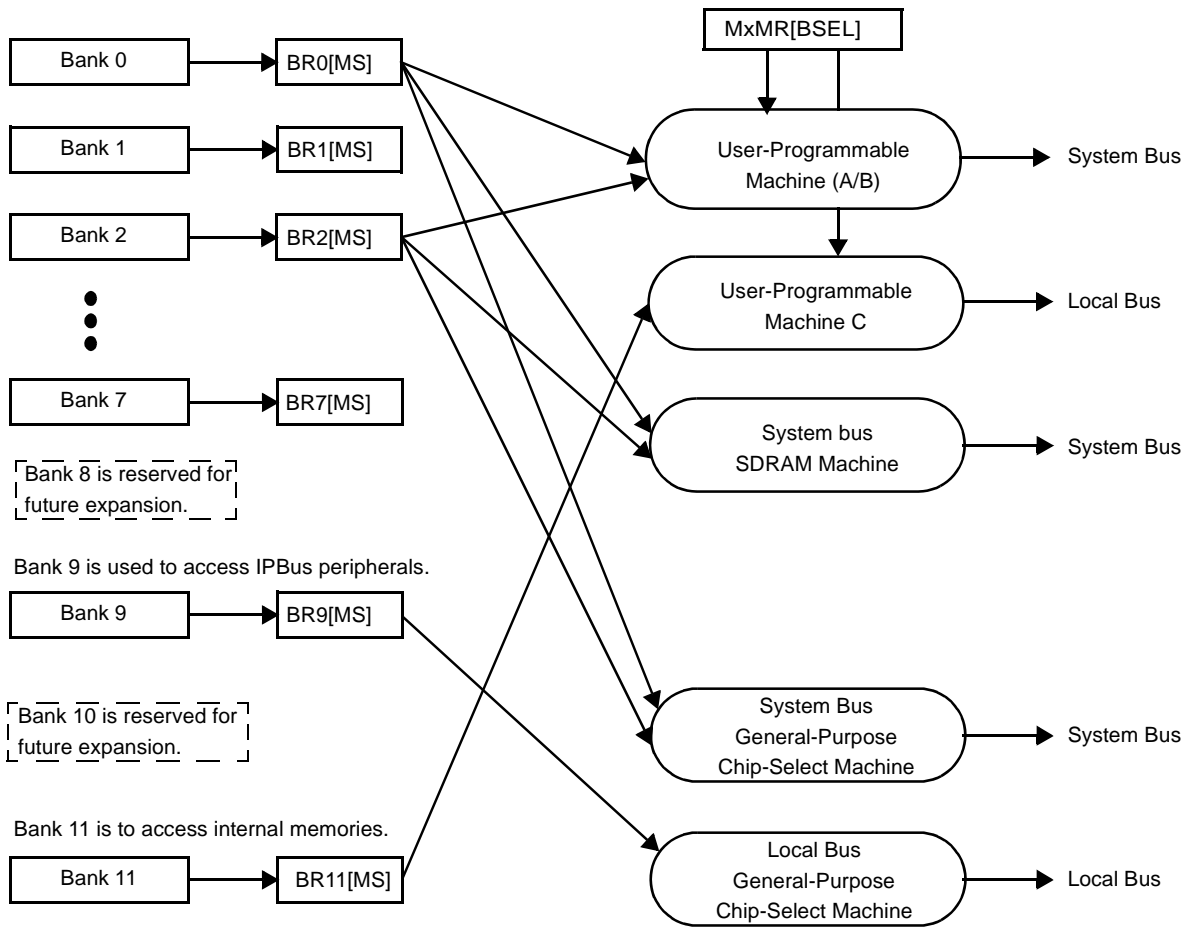 MxMR[BSEL]
Bank 0
BR0[MS]
Bank 1
BR1[MS]
User-Programmable
Machine (A/B)
System Bus
Bank 2
BR2[MS]
User-Programmable
Machine C
Local Bus
Bank 7
BR7[MS]
System bus
SDRAM Machine
System Bus
Bank 8 is reserved for
future expansion.
Bank 9 is used to access IPBus peripherals.
Bank 9
BR9[MS]
Bank 10 is reserved for
future expansion.
System Bus
General-Purpose
Chip-Select Machine
System Bus
Bank 11 is to access internal memories.
Bank 11
BR11[MS]
Local Bus
General-Purpose
Chip-Select Machine
Local Bus